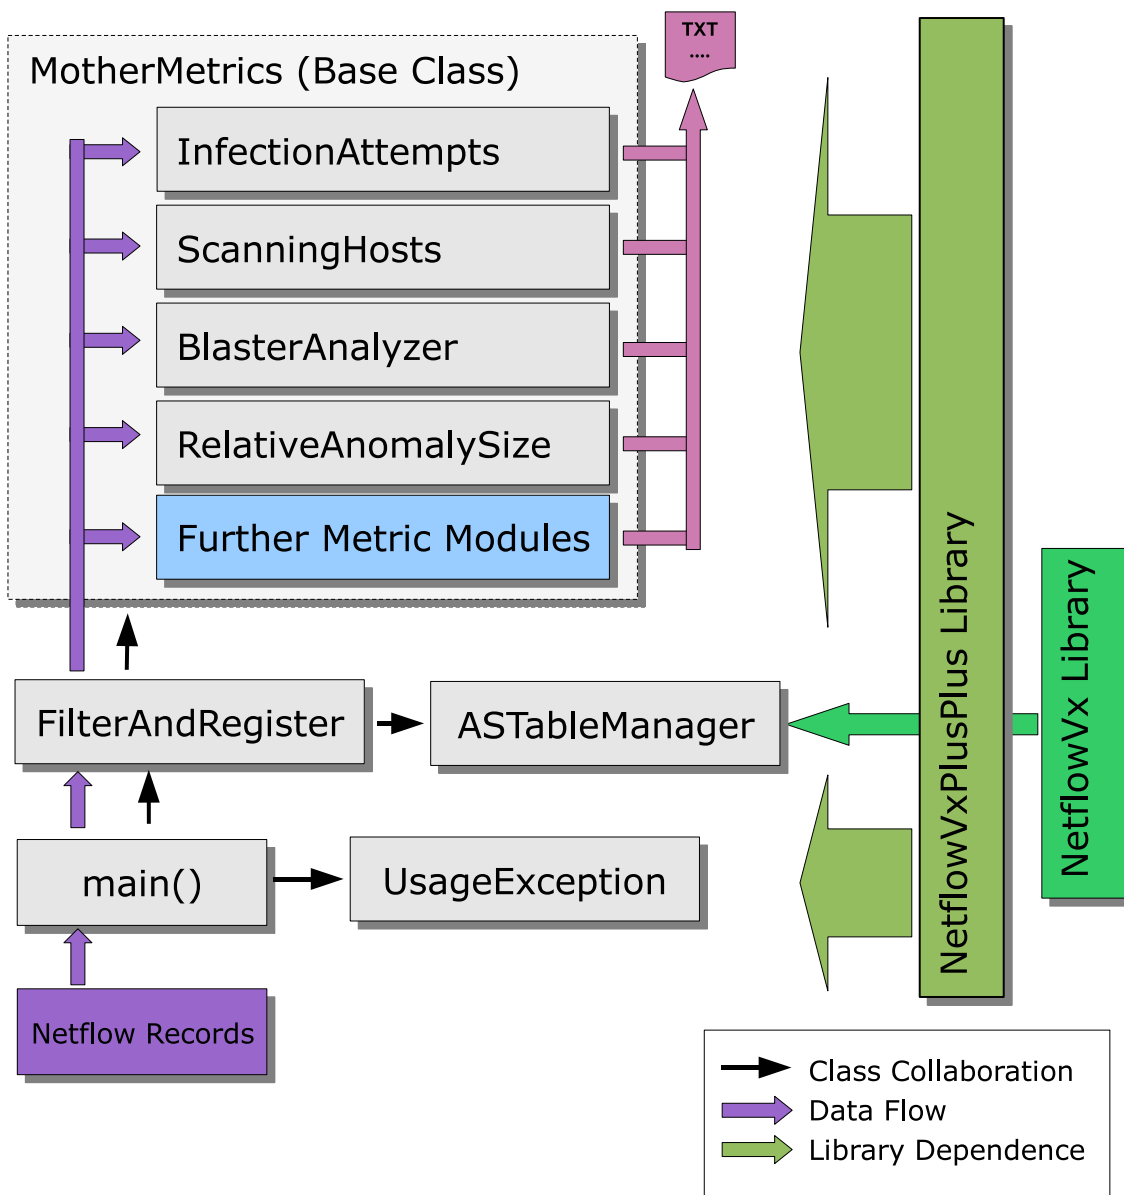 TXT
....
MotherMetrics (Base Class)
InfectionAttempts
ScanningHosts
BlasterAnalyzer
RelativeAnomalySize
Further Metric Modules
FilterAndRegister
ASTableManager
main()
UsageException
Netflow Records
NetflowVxPlusPlus Library
NetflowVx Library
Class Collaboration
Data Flow
Library Dependence